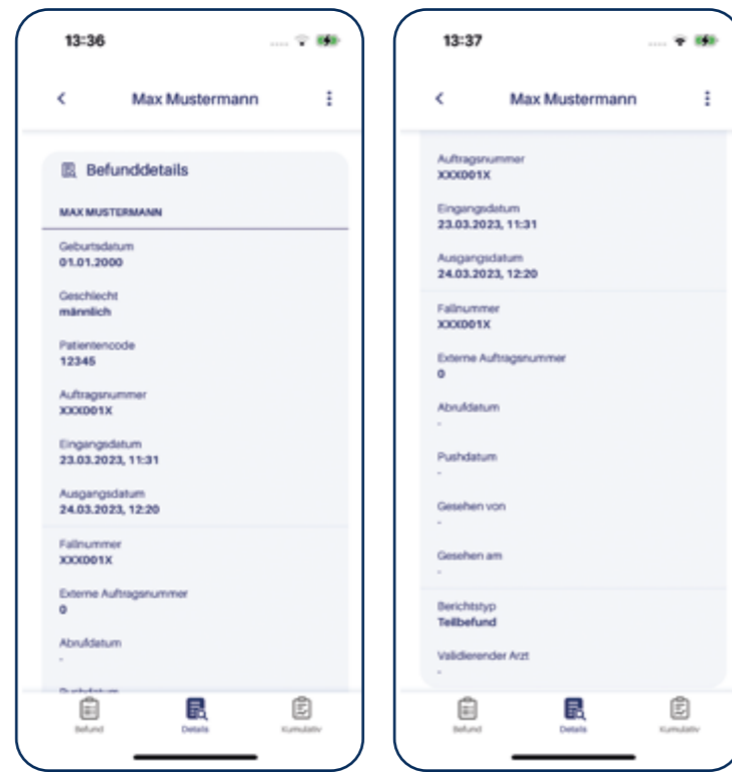 13:36
Max Mustermann
Befunddetails
MAX MUSTERMANN
Geburtsdatum
01.01.2000
Geschlecht
männlich
Patientencode
12345
Auftragsnummer
XXX001X
Eingangsdatum
23.03.2023, 11:31
Ausgangsdatum
24.03.2023, 12:20
Fallnummer
XXX001X
Externe Auftragsnummer
0
Abrufdatum
-
Pushdatum
Befund
Details
Kumulativ
13:37
Max Mustermann
Auftragsnummer
XXX001X
Eingangsdatum
23.03.2023, 11:31
Ausgangsdatum
24.03.2023, 12:20
Fallnummer
XXX001X
Externe Auftragsnummer
0
Abrufdatum
-
Pushdatum
-
Gesehen von
-
Gesehen am
-
Berichtstyp
Teilbefund
Validierender Arzt
-
Befund
Details
Kumulativ